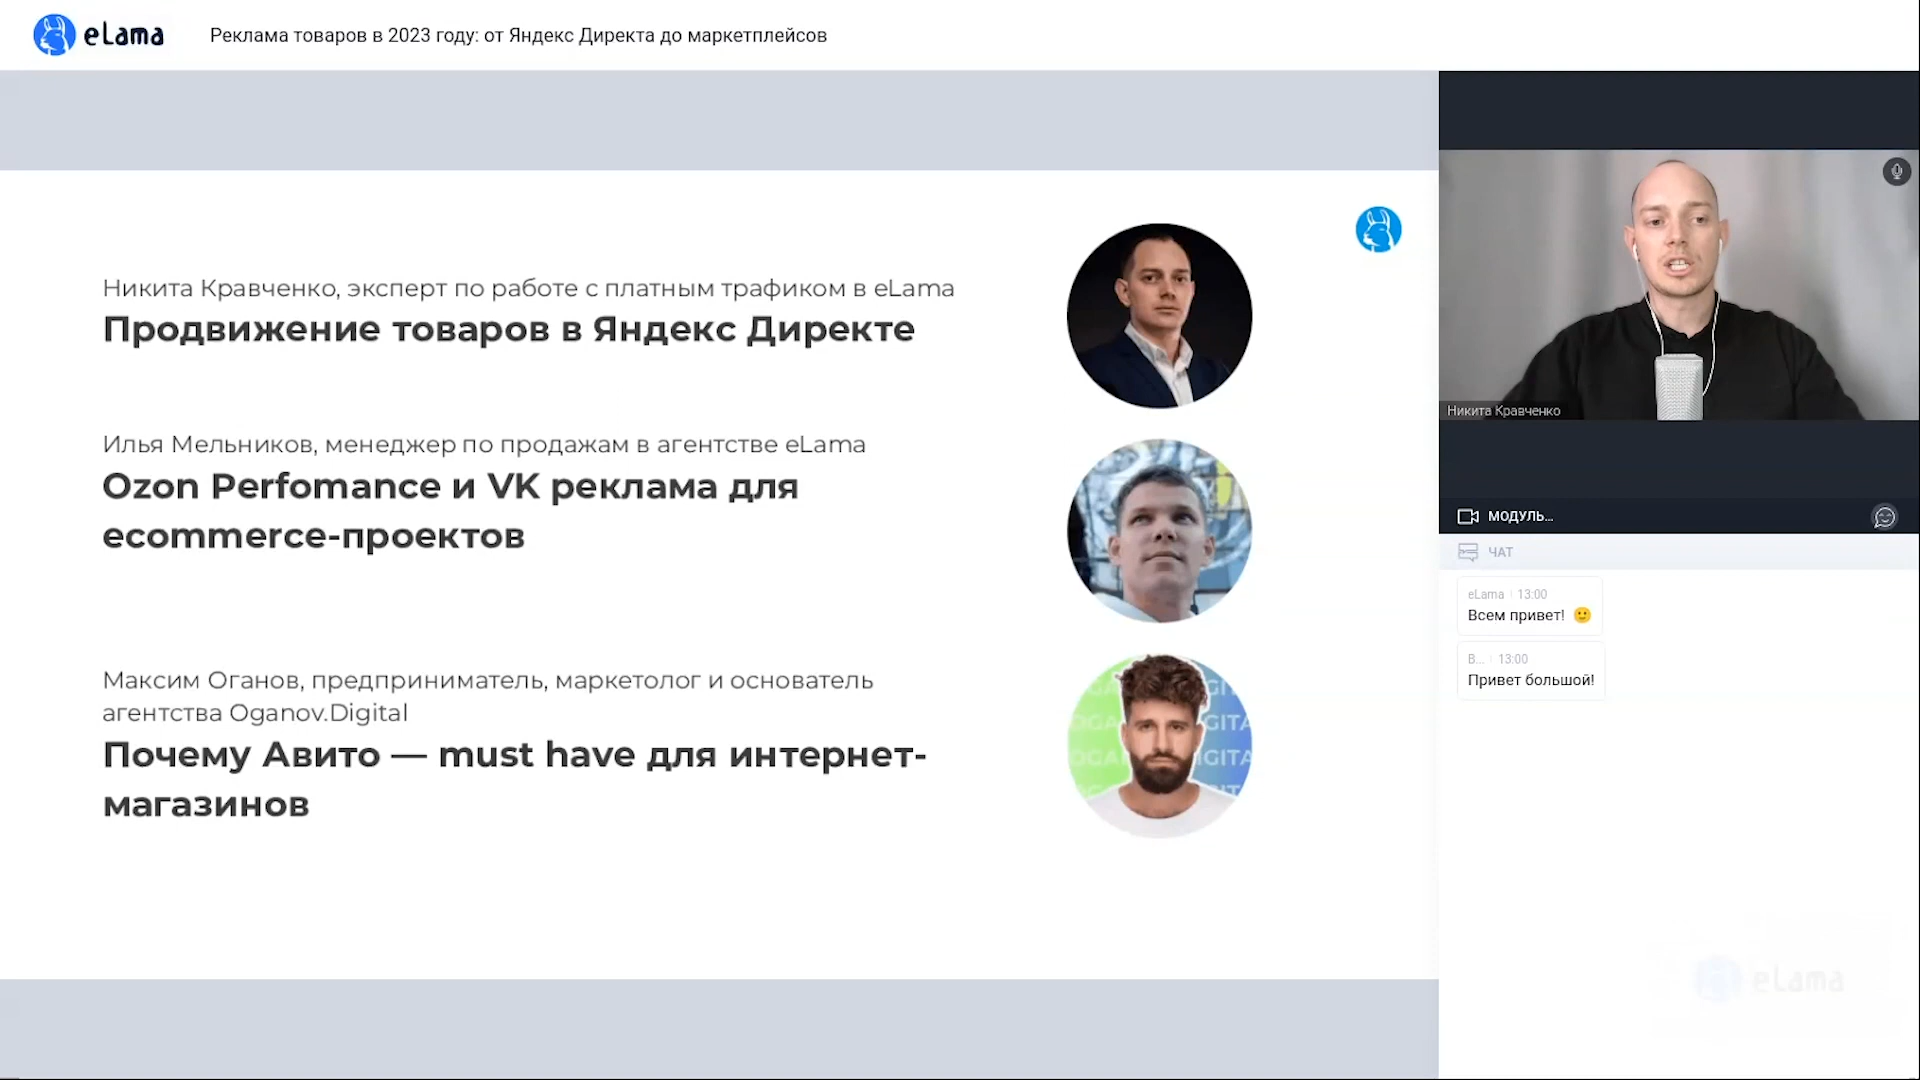 eLama
Реклама товаров в 2023 году: от Яндекс Директа до маркетплейсов
Никита Кравченко, эксперт по работе с платным трафиком в eLama
Продвижение товаров в Яндекс Директе
Илья Мельников, менеджер по продажам в агентстве eLama
Ozon Perfomance и VK реклама для
ecommerce-проектов
Максим Оганов, предприниматель, маркетолог и основатель
агентства Oganov.Digital
Почему Авито — must have для интернет-
магазинов
Никита Кравченко
МОДУЛЬ...
ЧАТ
eLama 13:00
Всем привет! 🙂
В... 13:00
Привет большой!
eLama